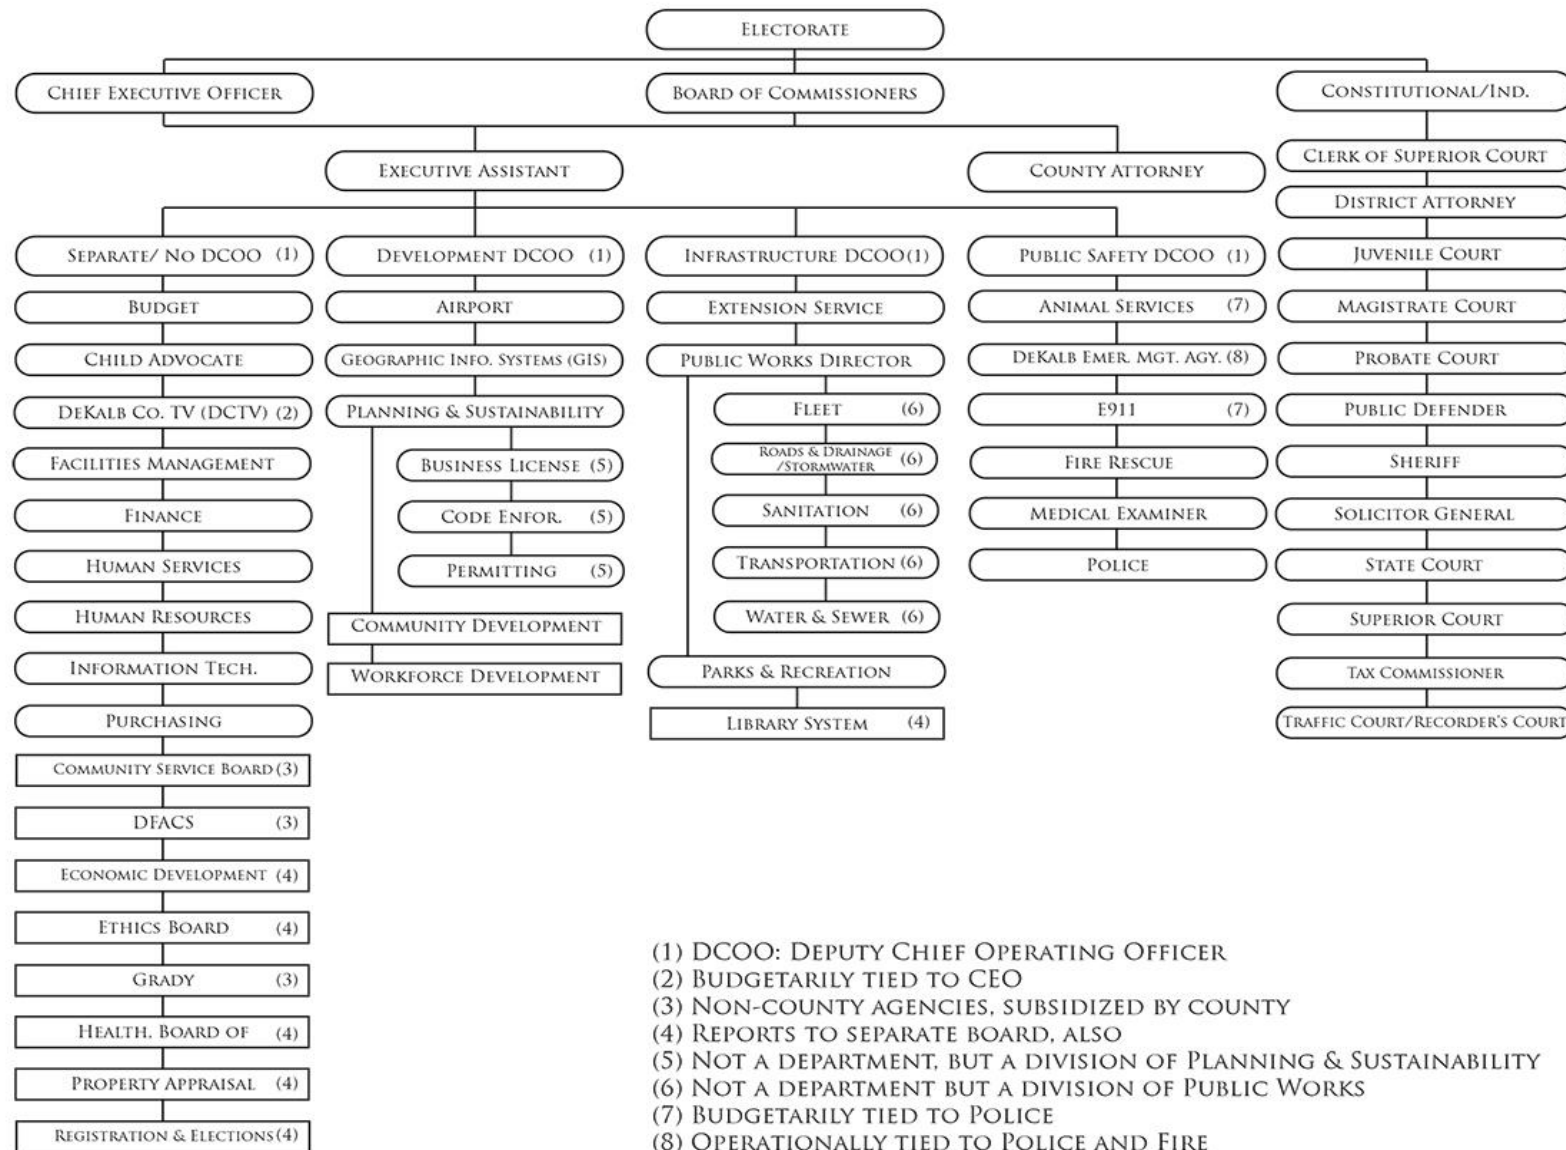 Electorate
Chief Executive Officer
Board of Commissioners
Constitutional/Ind.
Executive Assistant
County Attorney
Separate/ No DCOO (1)
Budget
Child Advocate
DeKalb Co. TV (DCTV) (2)
Facilities Management
Finance
Human Services
Human Resources
Information Tech.
Purchasing
Community Service Board (3)
DFACS (3)
Economic Development (4)
Ethics Board (4)
Grady (3)
Health, Board of (4)
Property Appraisal (4)
Registration & Elections (4)
Development DCOO (1)
Airport
Geographic Info. Systems (GIS)
Planning & Sustainability
Business License (5)
Code Enfor. (5)
Permitting (5)
Community Development
Workforce Development
Infrastructure DCOO (1)
Extension Service
Public Works Director
Fleet (6)
Roads & Drainage
/Stormwater (6)
Sanitation (6)
Transportation (6)
Water & Sewer (6)
Parks & Recreation
Library System (4)
Public Safety DCOO (1)
Animal Services (7)
DeKalb Emer. Mgt. Agy. (8)
E911 (7)
Fire Rescue
Medical Examiner
Police
Clerk of Superior Court
District Attorney
Juvenile Court
Magistrate Court
Probate Court
Public Defender
Sheriff
Solicitor General
State Court
Superior Court
Tax Commissioner
Traffic Court/Recorder's Court
(1) DCOO: Deputy Chief Operating Officer
(2) Budgetarily tied to CEO
(3) Non-county agencies, subsidized by county
(4) Reports to separate board, also
(5) Not a department, but a division of Planning & Sustainability
(6) Not a department but a division of Public Works
(7) Budgetarily tied to Police
(8) Operationally tied to Police and Fire